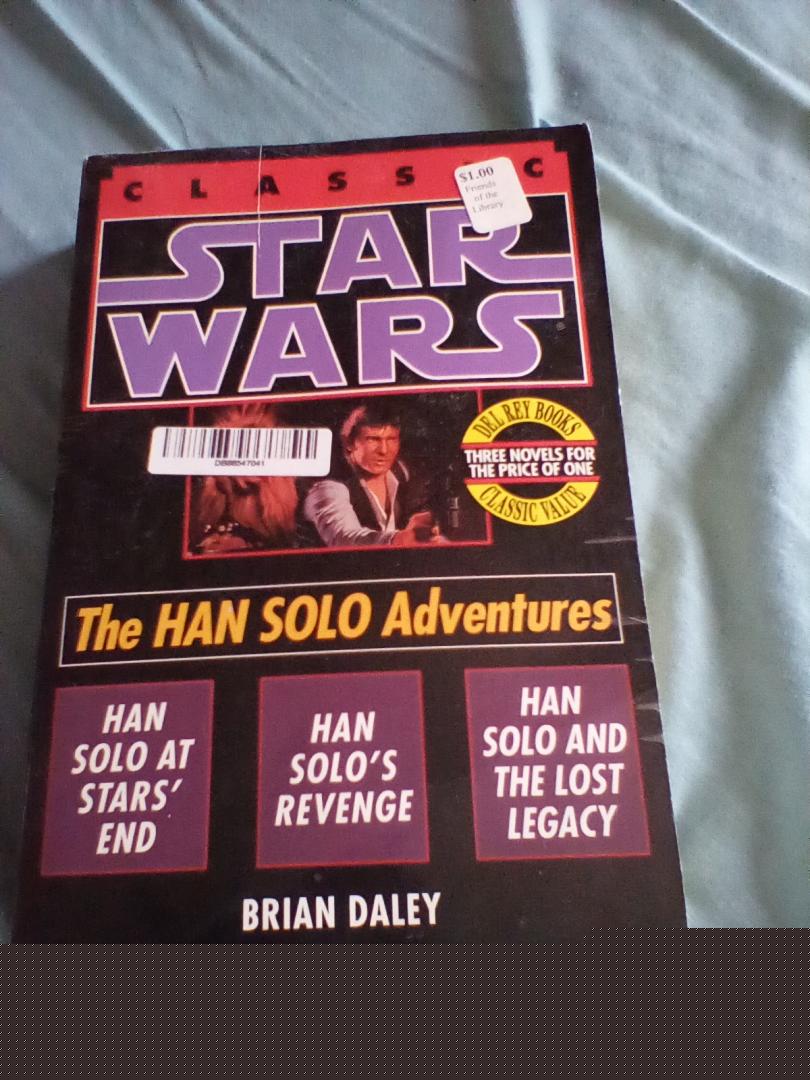 CLASSIC
$1.00
Friends
of the
Library
STAR
WARS
DEL REY BOOKS
THREE NOVELS FOR
THE PRICE OF ONE
CLASSIC VALUE
DBBB547041
The HAN SOLO Adventures
HAN
SOLO AT
STARS'
END
HAN
SOLO'S
REVENGE
HAN
SOLO AND
THE LOST
LEGACY
BRIAN DALEY